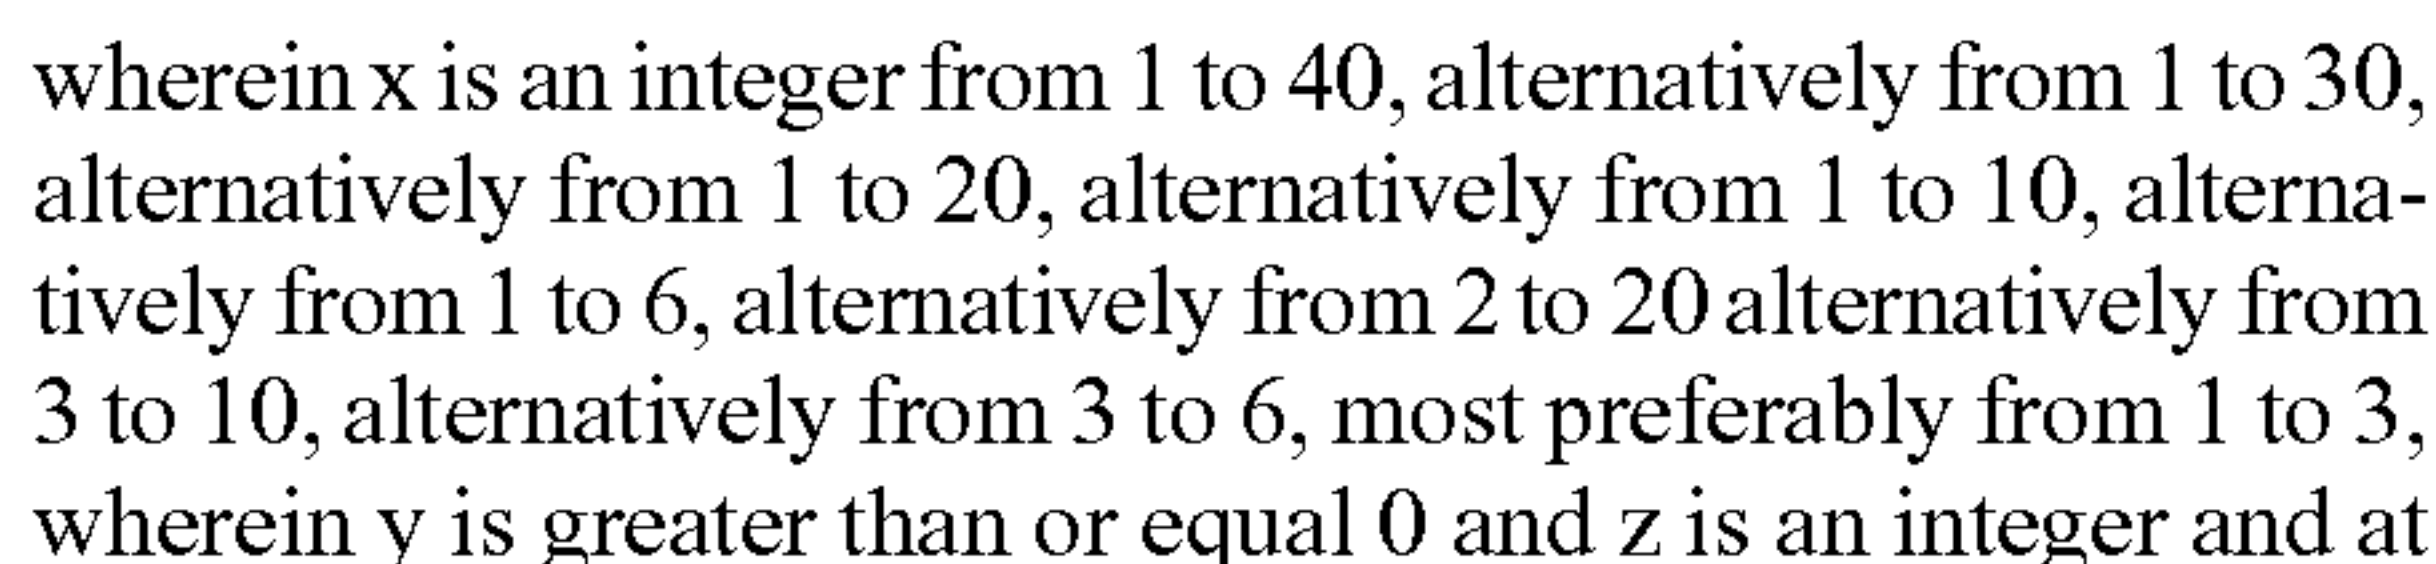 wherein x is an integer from 1 to 40, alternatively from 1 to 30,
alternatively from 1 to 20, alternatively from 1 to 10, alterna-
tively from 1 to 6, alternatively from 2 to 20 alternatively from
3 to 10, alternatively from 3 to 6, most preferably from 1 to 3,
wherein y is greater than or equal 0 and z is an integer and at